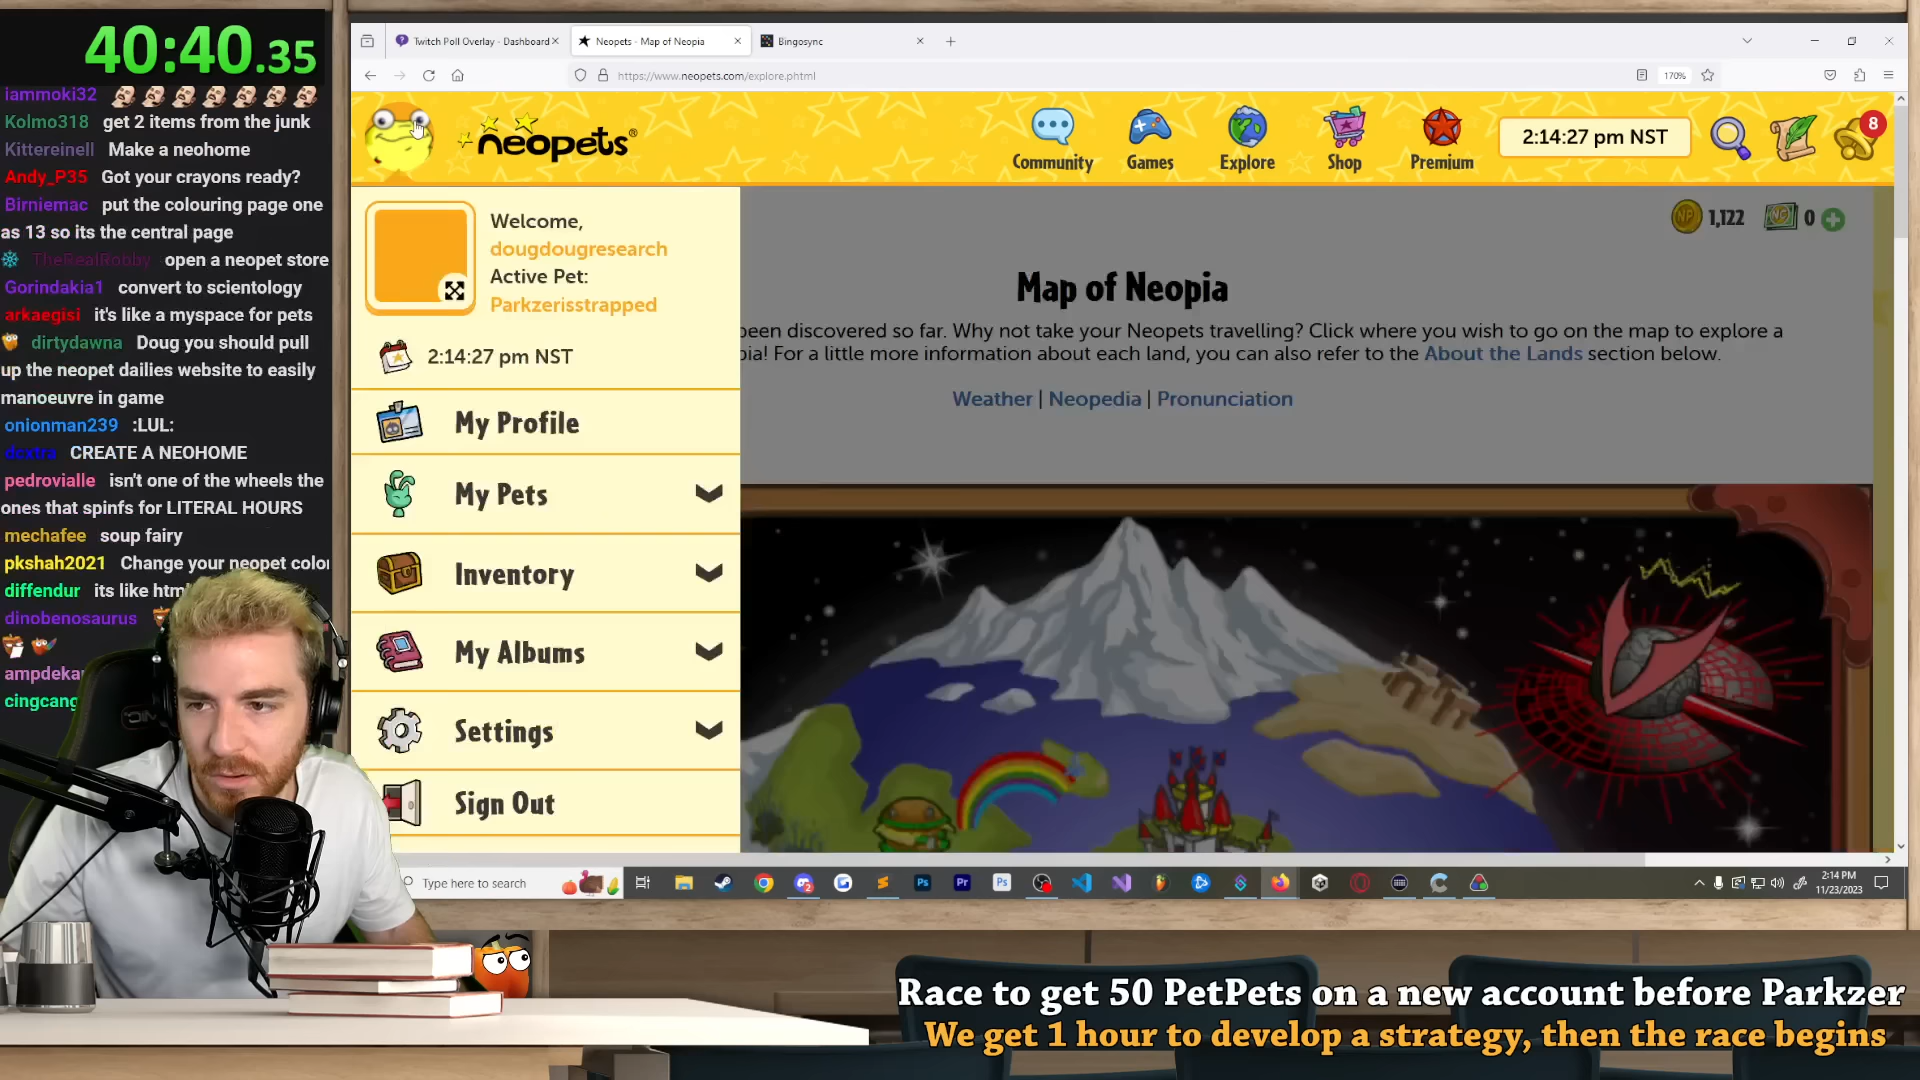 40:40.35
iammoki32
Kolmo318 get 2 items from the junk
Kittereinell Make a neohome
Andy_P35 Got your crayons ready?
Birniemac put the colouring page one
as 13 so its the central page
TheRealRobby open a neopet store
Gorindakia1 convert to scientology
arkaegisi it's like a myspace for pets
dirtydawna Doug you should pull
up the neopet dailies website to easily
manoeuvre in game
onionman239 :LUL:
dcxtra CREATE A NEOHOME
pedrovialle isn't one of the wheels the
ones that spinfs for LITERAL HOURS
mechafee soup fairy
pkshah2021 Change your neopet color
diffendur its like htm
dinobenosaurus
ampdeka
cingcang
Twitch Poll Overlay - Dashboard
Neopets - Map of Neopia
Bingosync
https://www.neopets.com/explore.phtml
170%
neopets®
Community
Games
Explore
Shop
Premium
2:14:27 pm NST
8
NP 1,122 NC 0
Welcome,
dougdougresearch
Active Pet:
Parkzerisstrapped
2:14:27 pm NST
My Profile
My Pets
Inventory
My Albums
Settings
Sign Out
Map of Neopia
been discovered so far. Why not take your Neopets travelling? Click where you wish to go on the map to explore a
bia! For a little more information about each land, you can also refer to the About the Lands section below.
Weather | Neopedia | Pronunciation
Type here to search
Ps
Pr
Ps
2:14 PM
11/23/2023
Race to get 50 PetPets on a new account before Parkzer
We get 1 hour to develop a strategy, then the race begins